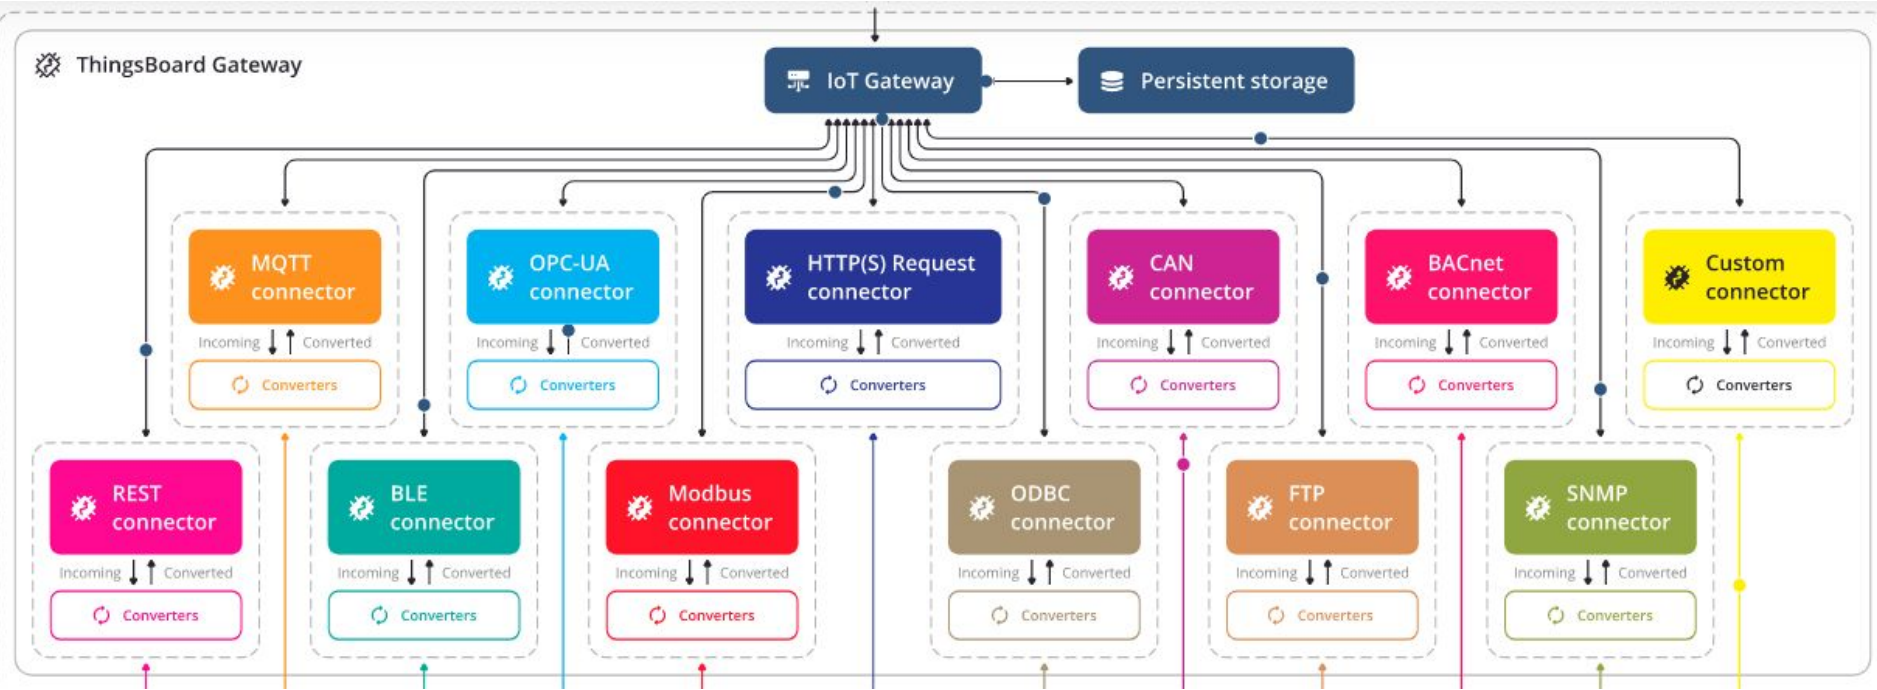 ThingsBoard Gateway
IoT Gateway
Persistent storage
MQTT
connector
Incoming
Converted
Converters
OPC-UA
connector
Incoming
Converted
Converters
HTTP(S) Request
connector
Incoming
Converted
Converters
CAN
connector
Incoming
Converted
Converters
BACnet
connector
Incoming
Converted
Converters
Custom
connector
Incoming
Converted
Converters
REST
connector
Incoming
Converted
Converters
BLE
connector
Incoming
Converted
Converters
Modbus
connector
Incoming
Converted
Converters
ODBC
connector
Incoming
Converted
Converters
FTP
connector
Incoming
Converted
Converters
SNMP
connector
Incoming
Converted
Converters